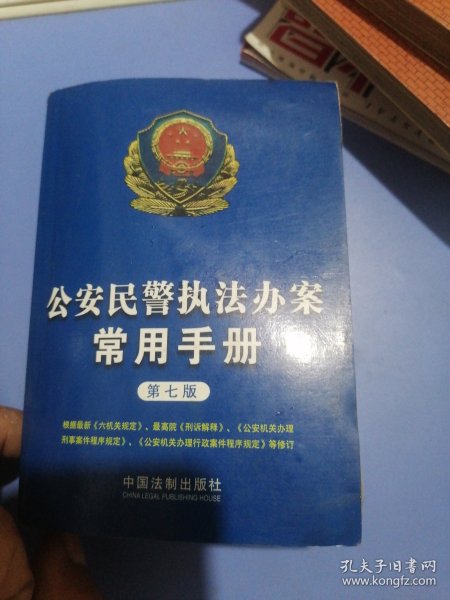 公安民警执法办案
常用手册
第七版
根据最新《六机关规定》、最高院《刑诉解释》、《公安机关办理
刑事案件程序规定》、《公安机关办理行政案件程序规定》等修订
中国法制出版社
CHINA LEGAL PUBLISHING HOUSE
孔夫子旧书网
www.kongfz.com